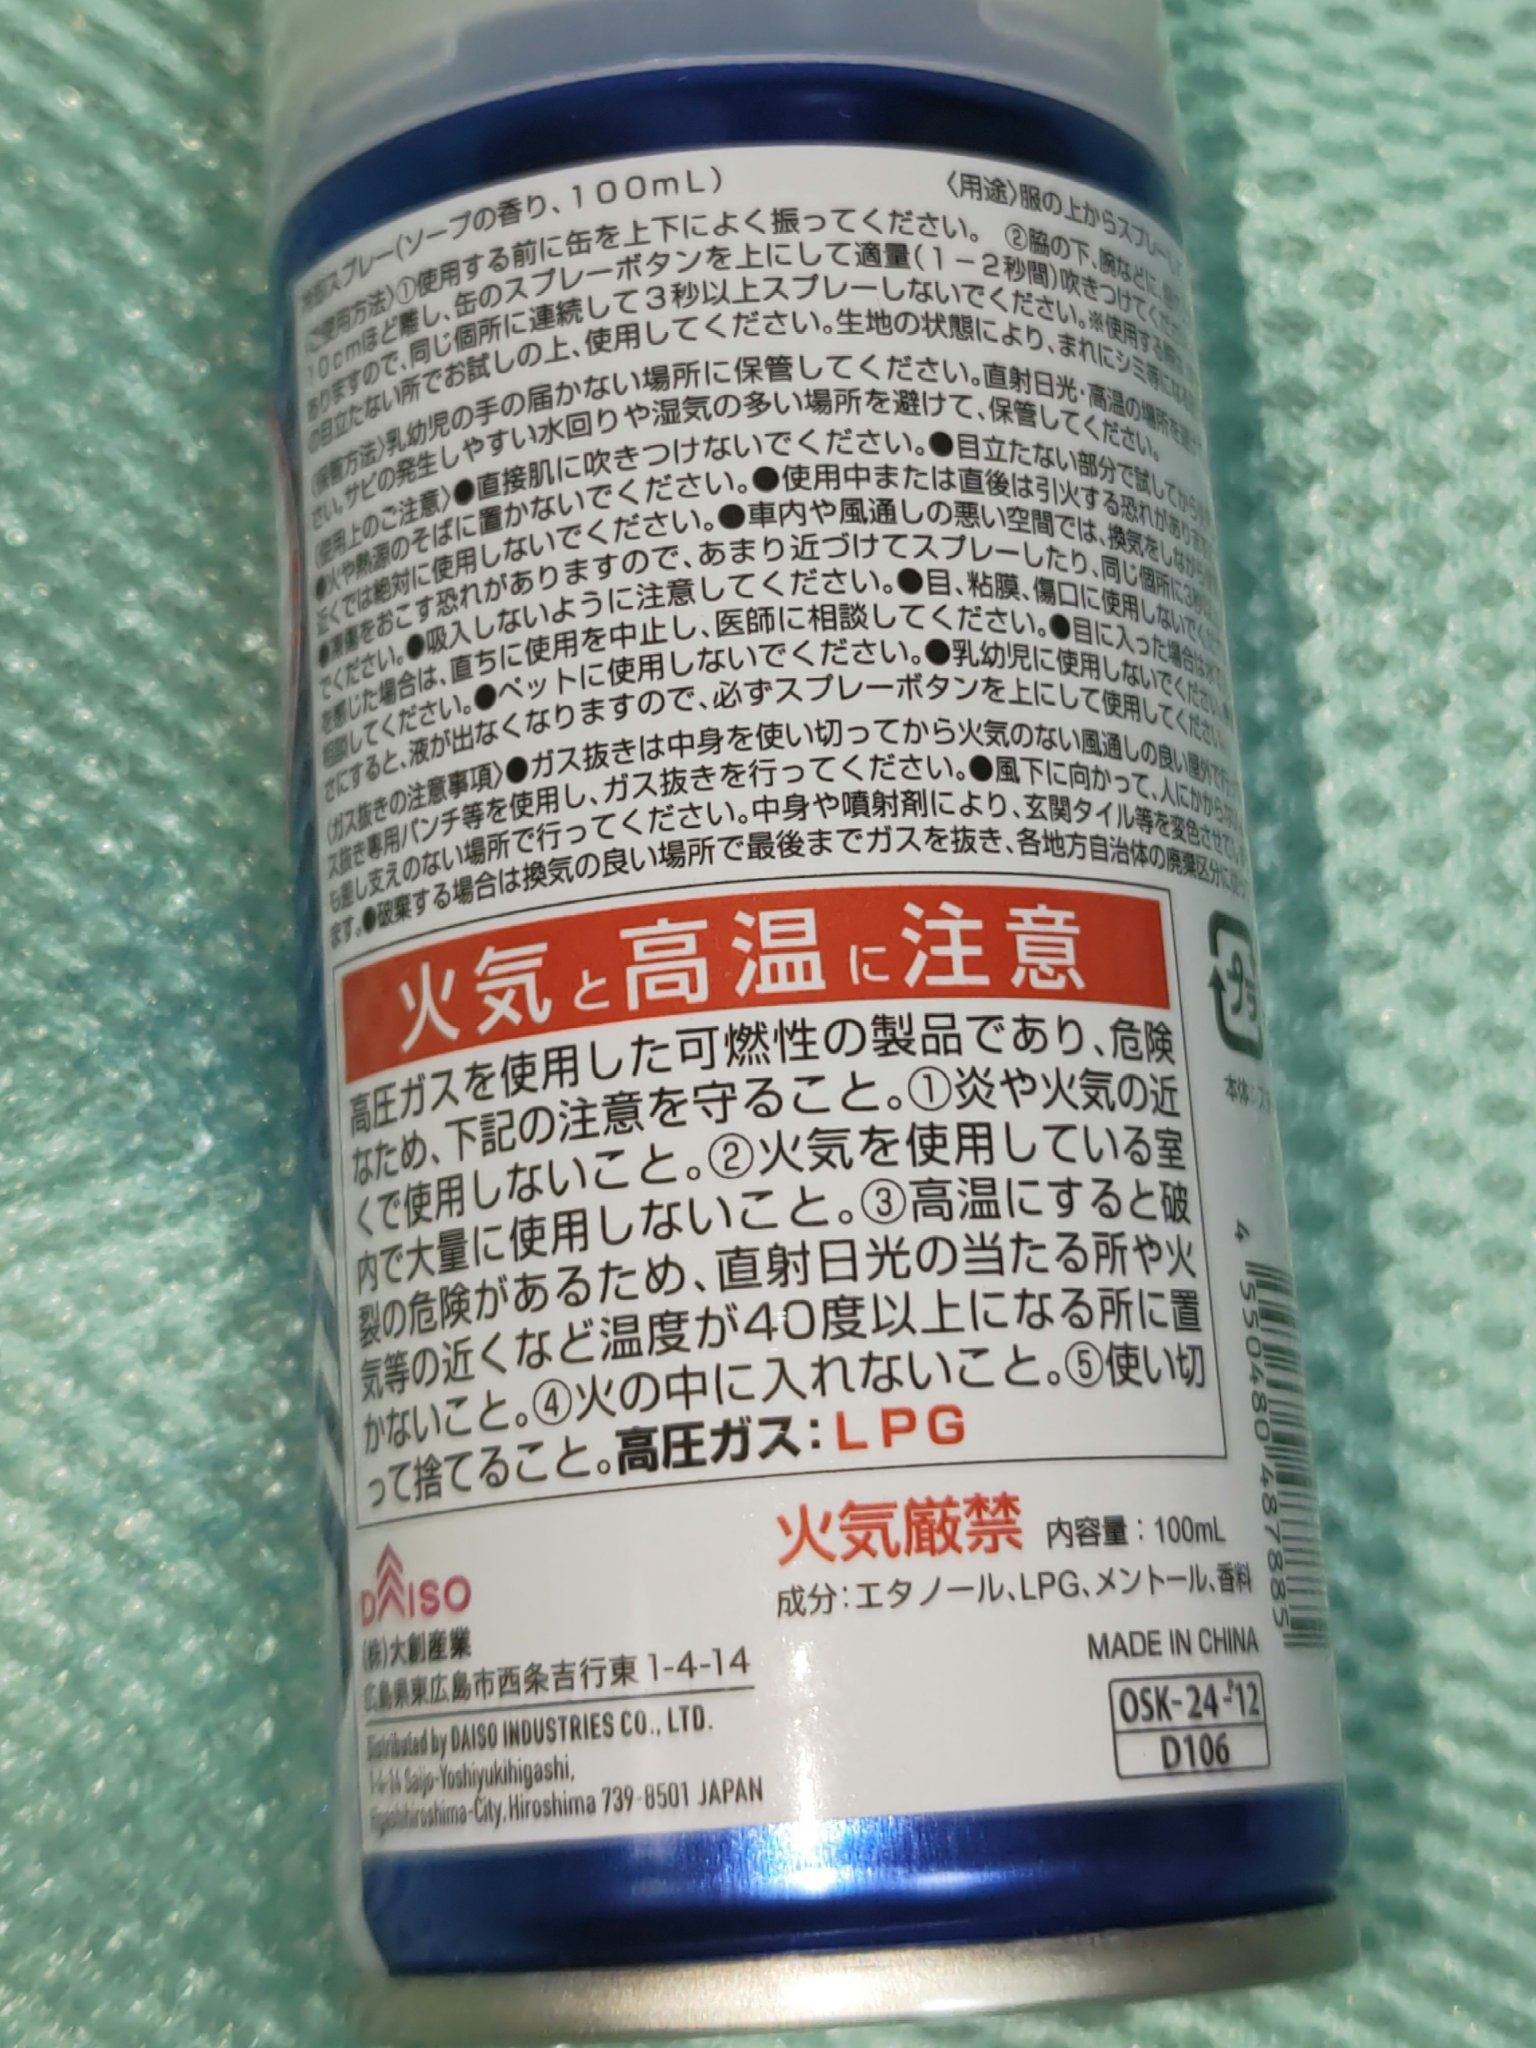 スプレー(ソープの香り、100mL)
〈用途〉服の上からスプレーし
使用方法〉①使用する前に缶を上下によく振ってください。 ②脇の下、腕などに、
10cmほど離し、缶のスプレーボタンを上にして適量(1−2秒間)吹きつけてくだ
ありますので、同じ個所に連続して3秒以上スプレーしないでください。※使用する
の目立たない所でお試しの上、使用してください。生地の状態により、まれにシミ等になる
〈保管方法〉乳幼児の手の届かない場所に保管してください。直射日光・高温の場所を避け
さい。サビの発生しやすい水回りや湿気の多い場所を避けて、保管してください。
〈使用上のご注意〉●直接肌に吹きつけないでください。●目立たない部分で試してから
●火や熱源のそばに置かないでください。●使用中または直後は引火する恐れがあります
近くでは絶対に使用しないでください。●車内や風通しの悪い空間では、換気をしながら
●凍傷をおこす恐れがありますので、あまり近づけてスプレーしたり、同じ個所に3秒
でください。●吸入しないように注意してください。●目、粘膜、傷口に使用しないでくだ
を感じた場合は、直ちに使用を中止し、医師に相談してください。●目に入った場合は水で
相談してください。●ペットに使用しないでください。●乳幼児に使用しないでください。
さにすると、液が出なくなりますので、必ずスプレーボタンを上にして使用してください。
〈ガス抜きの注意事項〉●ガス抜きは中身を使い切ってから火気のない風通しの良い屋外で行
ス抜き専用パンチ等を使用し、ガス抜きを行ってください。●風下に向かって、人にかからない
も差し支えのない場所で行ってください。中身や噴射剤により、玄関タイル等を変色させて
ます。●破棄する場合は換気の良い場所で最後までガスを抜き、各地方自治体の廃棄区分に
火気と高温に注意
高圧ガスを使用した可燃性の製品であり、危険
なため、下記の注意を守ること。①炎や火気の近
くで使用しないこと。②火気を使用している室
内で大量に使用しないこと。③高温にすると破
裂の危険があるため、直射日光の当たる所や火
気等の近くなど温度が40度以上になる所に置
かないこと。④火の中に入れないこと。⑤使い切
って捨てること。高圧ガス：LPG
プラ
本体：ス
4 550480 487885
火気厳禁 内容量：100mL
成分：エタノール、LPG、メントール、香料
MADE IN CHINA
OSK-24-'12
D106
DAISO
(株)大創産業
広島県東広島市西条吉行東1-4-14
Distributed by DAISO INDUSTRIES CO., LTD.
1-4-14 Saijo-Yoshiyukihigashi,
Higashihiroshima-City, Hiroshima 739-8501 JAPAN